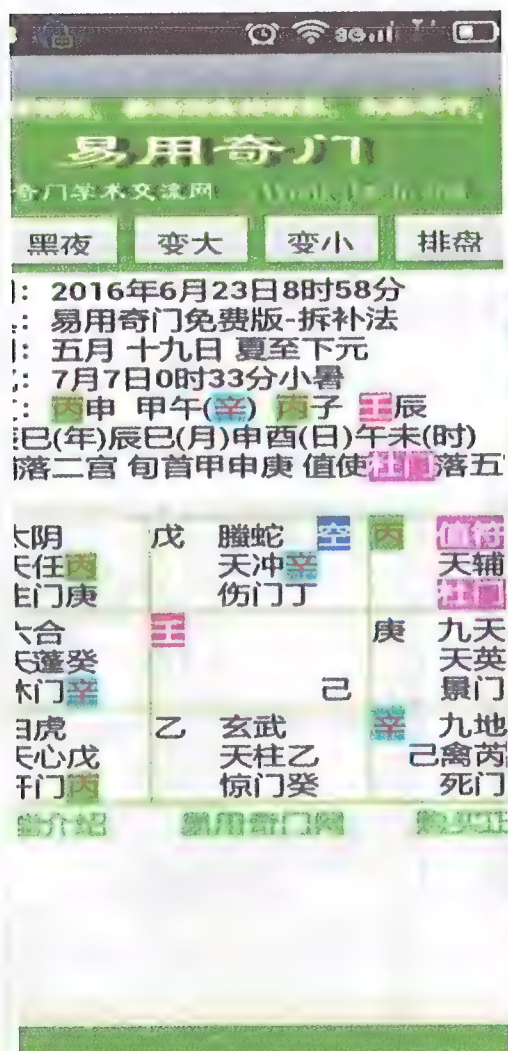 易用奇门
奇门学术交流网
黑夜 变大 变小 排盘
: 2016年6月23日8时58分
: 易用奇门免费版-拆补法
: 五月 十九日 夏至下元
: 7月7日0时33分小暑
: 丙申 甲午(辛) 丙子 壬辰
辰巳(年)辰巳(月)申酉(日)午未(时)
落二宫 旬首甲申庚 值使杜门落五
太阴 戊 螣蛇 空 丙 值符
天任丙 天冲辛 天辅
生门庚 伤门丁 杜门
六合 壬 庚 九天
天蓬癸 天英
休门辛 己 景门
白虎 乙 玄武 辛 九地
天心戊 天柱乙 己禽芮
开门丙 惊门癸 死门
介绍 易用奇门网 购买正